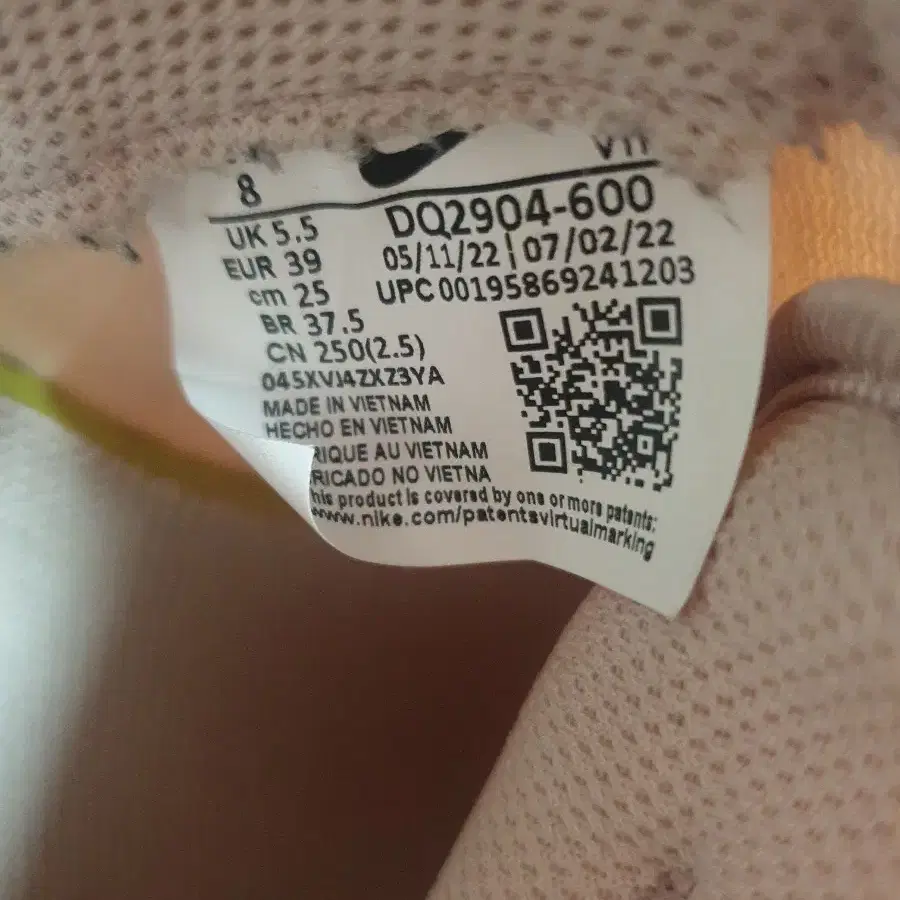 8
UK 5.5
EUR 39
cm 25
BR 37.5
CN 250(2.5)
DQ2904-600
05/11/22 | 07/02/22
UPC 00195869241203
MADE IN VIETNAM
HECHO EN VIETNAM
RIQUE AU VIETNAM
RICADO NO VIETNA
his product is covered by one or more patents:
www.nike.com/patentsvirtualmarking